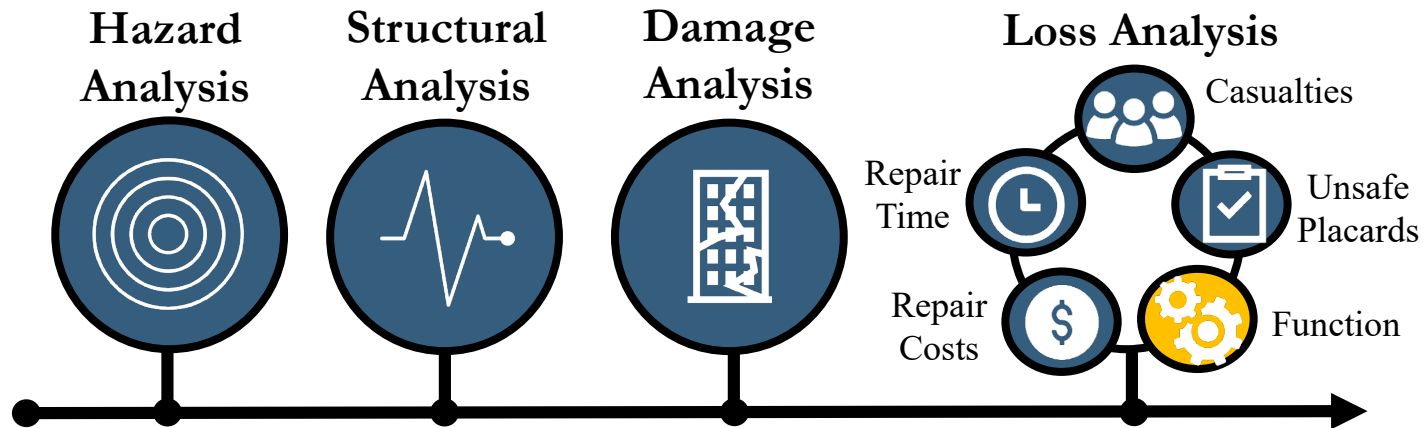 Hazard
Analysis
Structural
Analysis
Damage
Analysis
Loss Analysis
Casualties
Repair
Time
Unsafe
Placards
Repair
Costs
$
Function